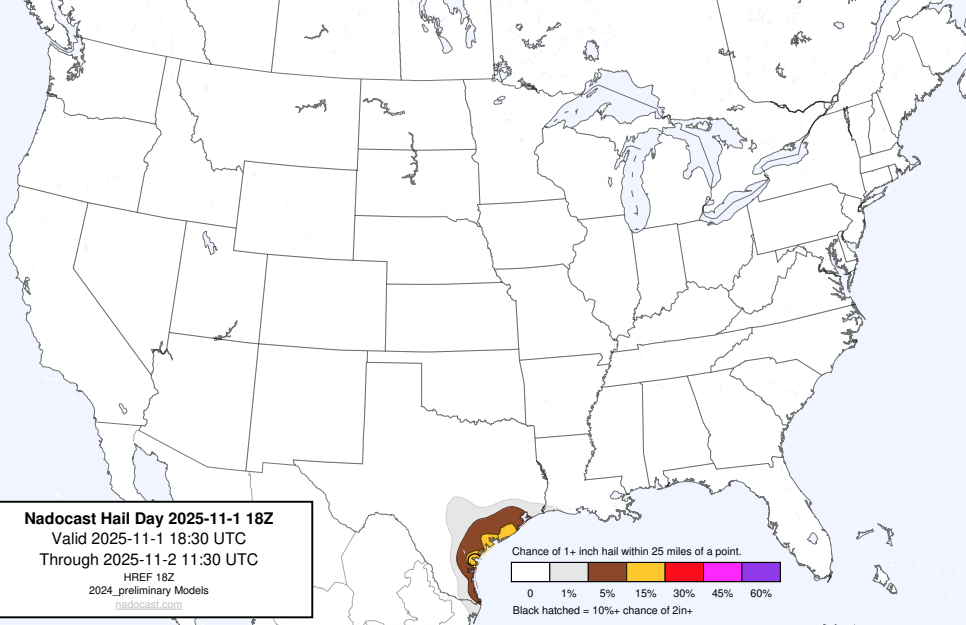 Nadocast Hail Day 2025-11-1 18Z
Valid 2025-11-1 18:30 UTC
Through 2025-11-2 11:30 UTC
HREF 18Z
2024_preliminary Models
nadocast.com
Chance of 1+ inch hail within 25 miles of a point.
0 1% 5% 15% 30% 45% 60%
Black hatched = 10%+ chance of 2in+